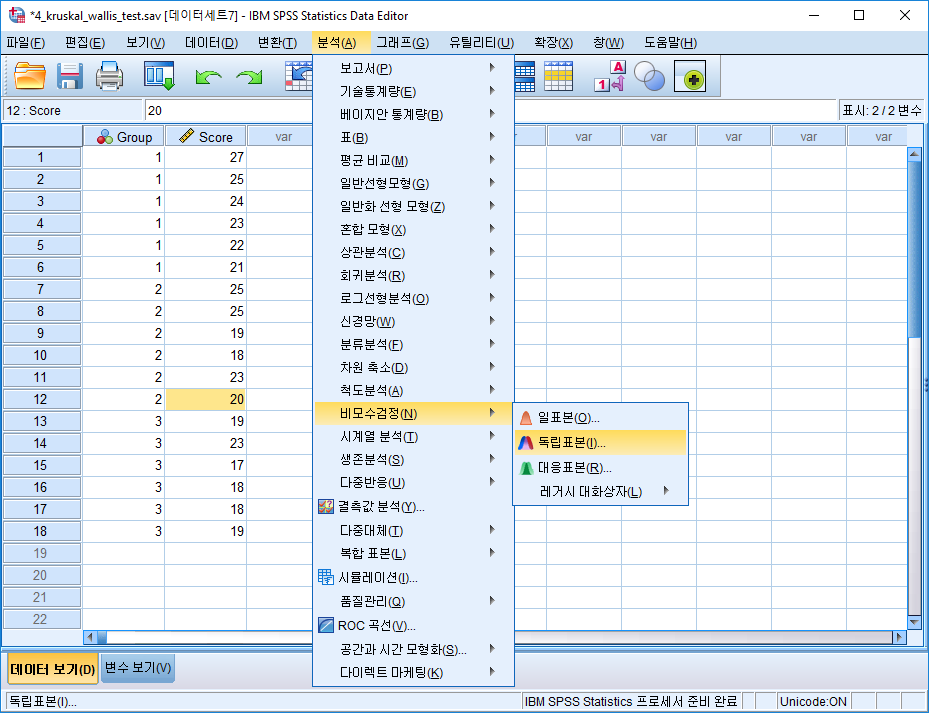 *4_kruskal_wallis_test.sav [데이터세트7] - IBM SPSS Statistics Data Editor
파일(F) 편집(E) 보기(V) 데이터(D) 변환(T) 분석(A) 그래프(G) 유틸리티(U) 확장(X) 창(W) 도움말(H)
12 : Score 20 표시: 2 / 2 변수
Group Score var var var var var var
1 1 27
2 1 25
3 1 24
4 1 23
5 1 22
6 1 21
7 2 25
8 2 25
9 2 19
10 2 18
11 2 23
12 2 20
13 3 19
14 3 23
15 3 17
16 3 18
17 3 18
18 3 19
19
20
21
22
보고서(P)
기술통계량(E)
베이지안 통계량(B)
표(B)
평균 비교(M)
일반선형모형(G)
일반화 선형 모형(Z)
혼합 모형(X)
상관분석(C)
회귀분석(R)
로그선형분석(O)
신경망(W)
분류분석(F)
차원 축소(D)
척도분석(A)
비모수검정(N)
시계열 분석(T)
생존분석(S)
다중반응(U)
결측값 분석(Y)...
다중대체(T)
복합 표본(L)
시뮬레이션(I)...
품질관리(Q)
ROC 곡선(V)...
공간과 시간 모형화(S)...
다이렉트 마케팅(K)
일표본(O)...
독립표본(I)...
대응표본(R)...
레거시 대화상자(L)
데이터 보기(D) 변수 보기(V)
독립표본(I)... IBM SPSS Statistics 프로세서 준비 완료 Unicode:ON